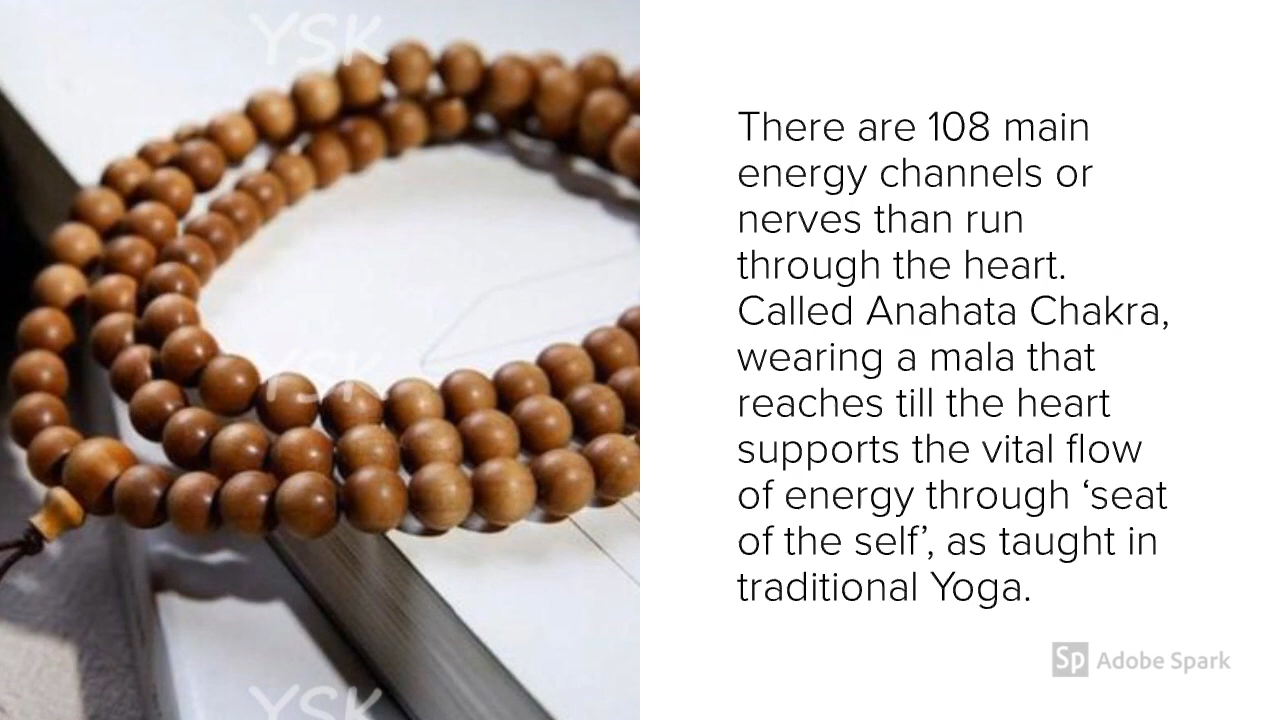 YSK
YSK
YSK
There are 108 main
energy channels or
nerves than run
through the heart.
Called Anahata Chakra,
wearing a mala that
reaches till the heart
supports the vital flow
of energy through ‘seat
of the self’, as taught in
traditional Yoga.
Sp Adobe Spark